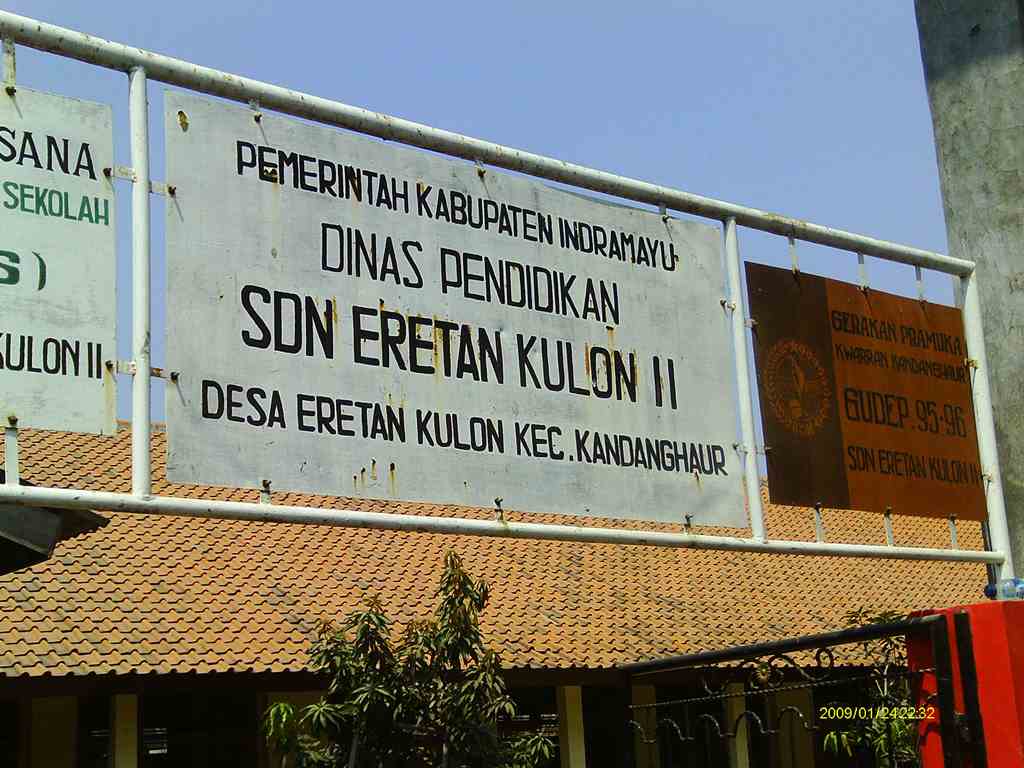 SANA
SEKOLAH
S )
KULON II
PEMERINTAH KABUPATEN INDRAMAYU
DINAS PENDIDIKAN
SDN ERETAN KULON II
DESA ERETAN KULON KEC. KANDANGHAUR
GERAKAN PRAMUKA
KWARRAN KANDANGHAUR
GUDEP. 95-96
SDN ERETAN KULON II
2009/01/24 22:32